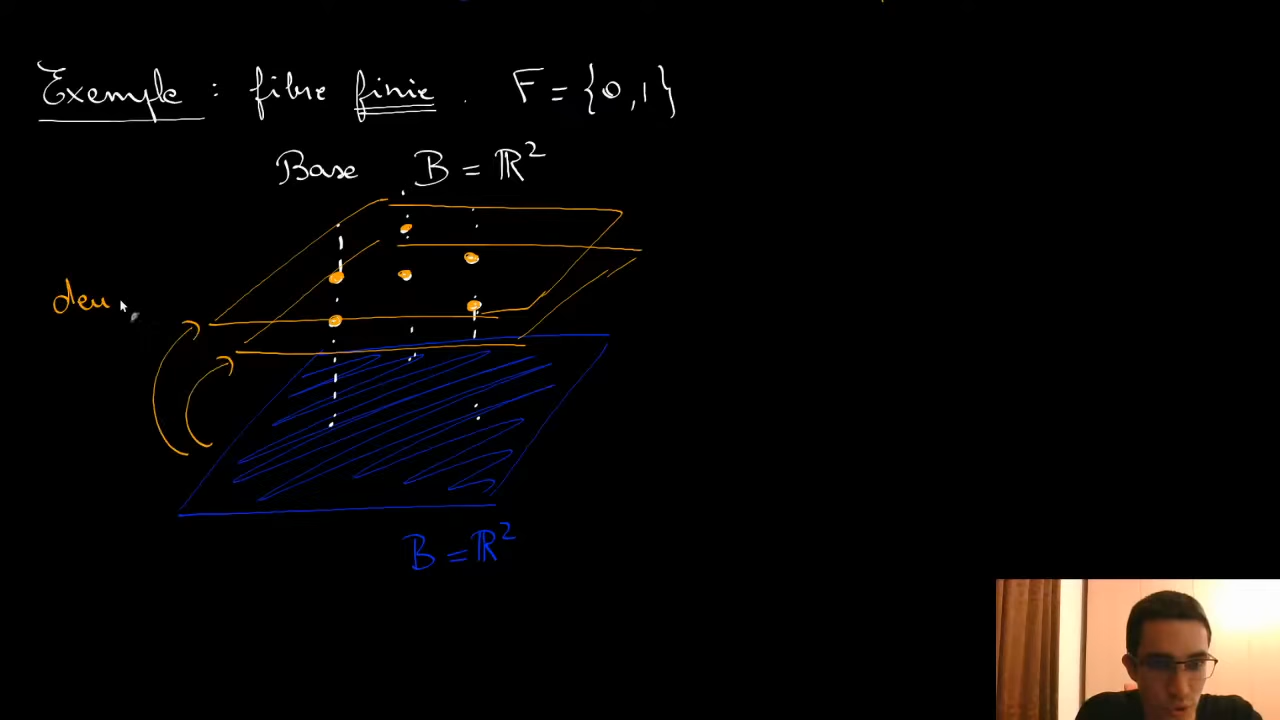 Exemple : fibre finie. F = {0,1}
Base B = ℝ²
deu
B = ℝ²